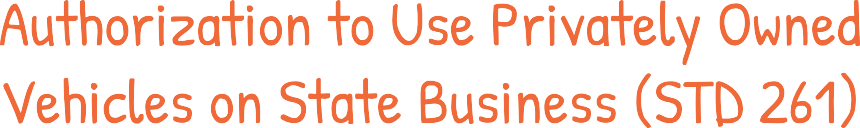 Authorization to Use Privately Owned
Vehicles on State Business (STD 261)